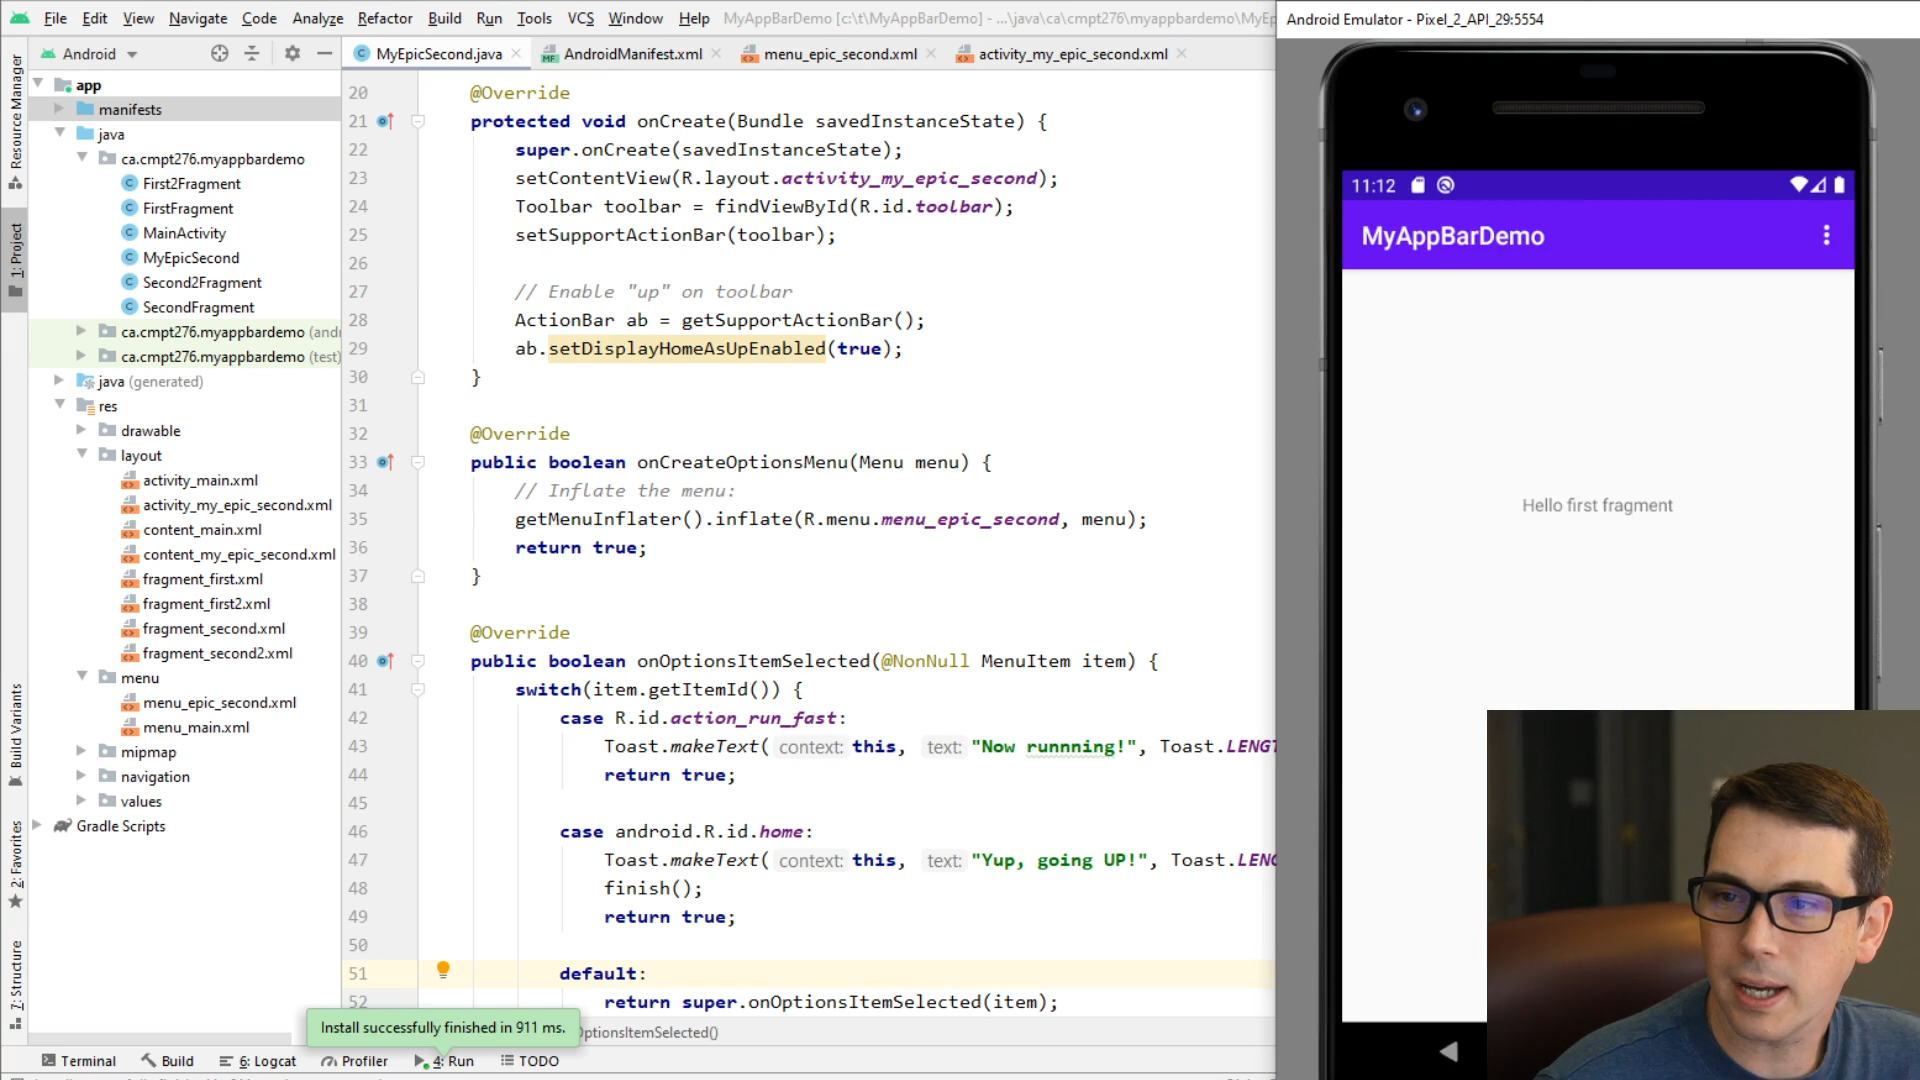 File Edit View Navigate Code Analyze Refactor Build Run Tools VCS Window Help MyAppBarDemo [c:\t\MyAppBarDemo] - ...\java\ca\cmpt276\myappbardemo\MyEp
Android Emulator - Pixel_2_API_29:5554
Android
MyEpicSecond.java
AndroidManifest.xml
menu_epic_second.xml
activity_my_epic_second.xml
Resource Manager
1: Project
Build Variants
2: Favorites
7: Structure
app
manifests
java
ca.cmpt276.myappbardemo
First2Fragment
FirstFragment
MainActivity
MyEpicSecond
Second2Fragment
SecondFragment
ca.cmpt276.myappbardemo (andr
ca.cmpt276.myappbardemo (test)
java (generated)
res
drawable
layout
activity_main.xml
activity_my_epic_second.xml
content_main.xml
content_my_epic_second.xml
fragment_first.xml
fragment_first2.xml
fragment_second.xml
fragment_second2.xml
menu
menu_epic_second.xml
menu_main.xml
mipmap
navigation
values
Gradle Scripts
20 @Override
21 protected void onCreate(Bundle savedInstanceState) {
22 super.onCreate(savedInstanceState);
23 setContentView(R.layout.activity_my_epic_second);
24 Toolbar toolbar = findViewById(R.id.toolbar);
25 setSupportActionBar(toolbar);
26
27 // Enable "up" on toolbar
28 ActionBar ab = getSupportActionBar();
29 ab.setDisplayHomeAsUpEnabled(true);
30 }
31
32 @Override
33 public boolean onCreateOptionsMenu(Menu menu) {
34 // Inflate the menu:
35 getMenuInflater().inflate(R.menu.menu_epic_second, menu);
36 return true;
37 }
38
39 @Override
40 public boolean onOptionsItemSelected(@NonNull MenuItem item) {
41 switch(item.getItemId()) {
42 case R.id.action_run_fast:
43 Toast.makeText( context: this, text: "Now runnning!", Toast.LENGT
44 return true;
45
46 case android.R.id.home:
47 Toast.makeText( context: this, text: "Yup, going UP!", Toast.LENG
48 finish();
49 return true;
50
51 default:
52 return super.onOptionsItemSelected(item);
Install successfully finished in 911 ms.
OptionsItemSelected()
Terminal Build 6: Logcat Profiler 4: Run TODO
11:12
MyAppBarDemo
Hello first fragment